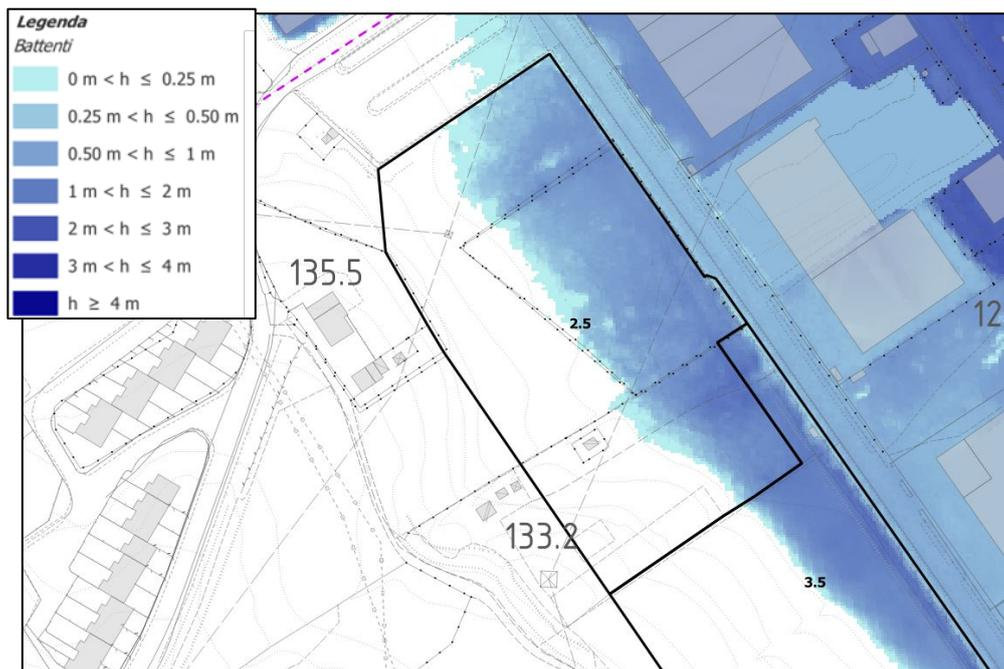 Legenda
Battenti
0 m < h ≤ 0.25 m
0.25 m < h ≤ 0.50 m
0.50 m < h ≤ 1 m
1 m < h ≤ 2 m
2 m < h ≤ 3 m
3 m < h ≤ 4 m
h ≥ 4 m
135.5
2.5
12
133.2
3.5